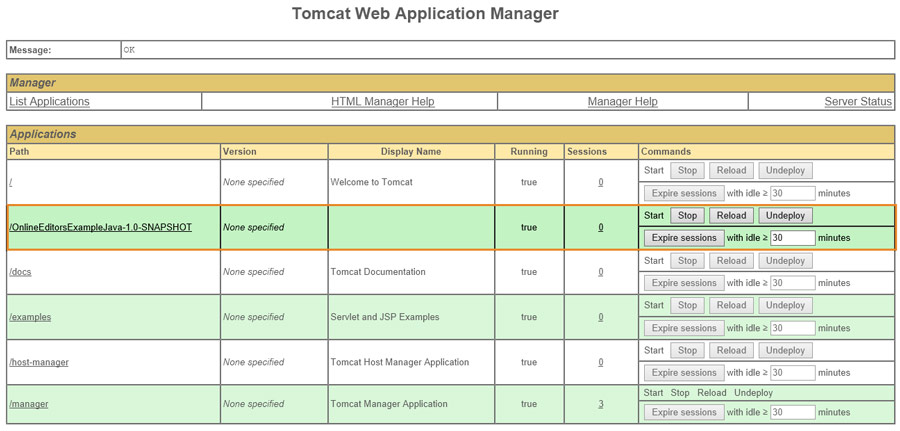 Tomcat Web Application Manager
Message: OK
Manager
List Applications HTML Manager Help Manager Help Server Status
Applications
Path Version Display Name Running Sessions Commands
/ None specified Welcome to Tomcat true 0 Start Stop Reload Undeploy
Expire sessions with idle ≥ 30 minutes
/OnlineEditorsExampleJava-1.0-SNAPSHOT None specified true 0 Start Stop Reload Undeploy
Expire sessions with idle ≥ 30 minutes
/docs None specified Tomcat Documentation true 0 Start Stop Reload Undeploy
Expire sessions with idle ≥ 30 minutes
/examples None specified Servlet and JSP Examples true 0 Start Stop Reload Undeploy
Expire sessions with idle ≥ 30 minutes
/host-manager None specified Tomcat Host Manager Application true 0 Start Stop Reload Undeploy
Expire sessions with idle ≥ 30 minutes
/manager None specified Tomcat Manager Application true 3 Start Stop Reload Undeploy
Expire sessions with idle ≥ 30 minutes